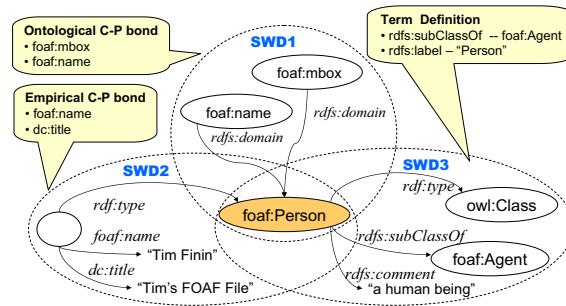 Ontological C-P bond
• foaf:mbox
• foaf:name
Term Definition
• rdfs:subClassOf -- foaf:Agent
• rdfs:label – “Person”
SWD1
foaf:mbox
foaf:name
rdfs:domain
rdfs:domain
Empirical C-P bond
• foaf:name
• dc:title
SWD2
SWD3
rdf:type
rdf:type
foaf:Person
owl:Class
foaf:name
“Tim Finin”
rdfs:subClassOf
foaf:Agent
dc:title
“Tim's FOAF File”
rdfs:comment
“a human being”